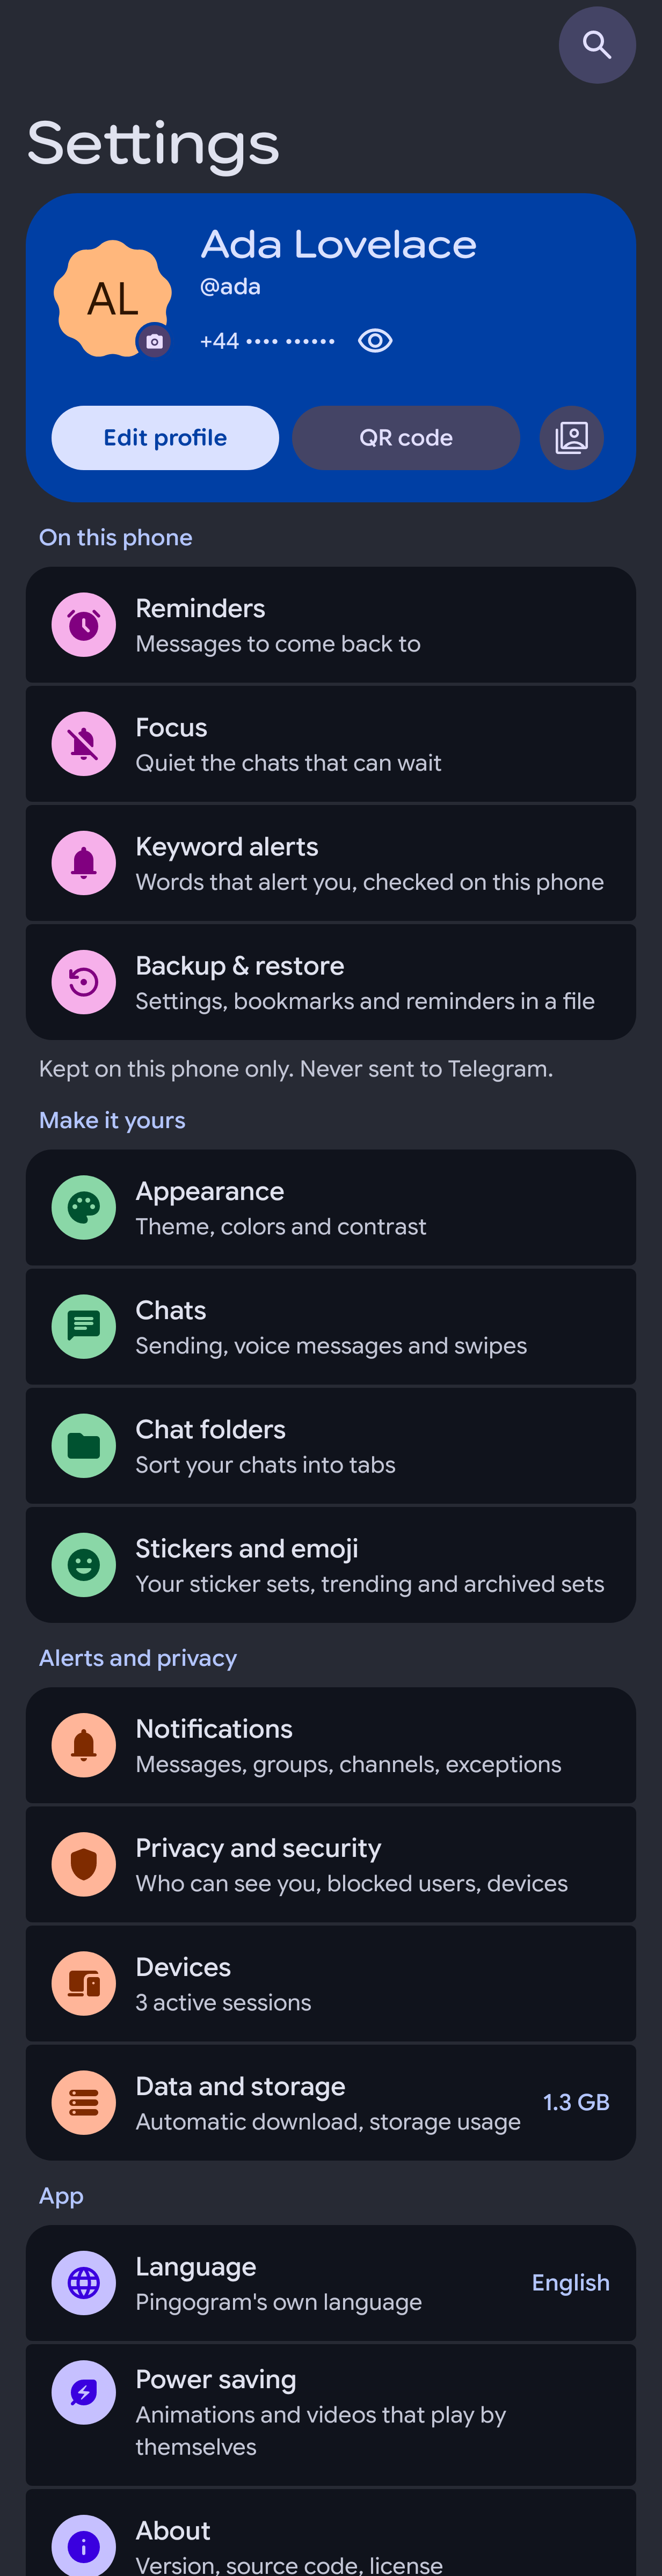 Settings
AL
Ada Lovelace
@ada
+44 •••• ••••••
Edit profile
QR code
On this phone
Reminders
Messages to come back to
Focus
Quiet the chats that can wait
Keyword alerts
Words that alert you, checked on this phone
Backup & restore
Settings, bookmarks and reminders in a file
Kept on this phone only. Never sent to Telegram.
Make it yours
Appearance
Theme, colors and contrast
Chats
Sending, voice messages and swipes
Chat folders
Sort your chats into tabs
Stickers and emoji
Your sticker sets, trending and archived sets
Alerts and privacy
Notifications
Messages, groups, channels, exceptions
Privacy and security
Who can see you, blocked users, devices
Devices
3 active sessions
Data and storage
Automatic download, storage usage
1.3 GB
App
Language
Pingogram's own language
English
Power saving
Animations and videos that play by
themselves
About
Version, source code, license